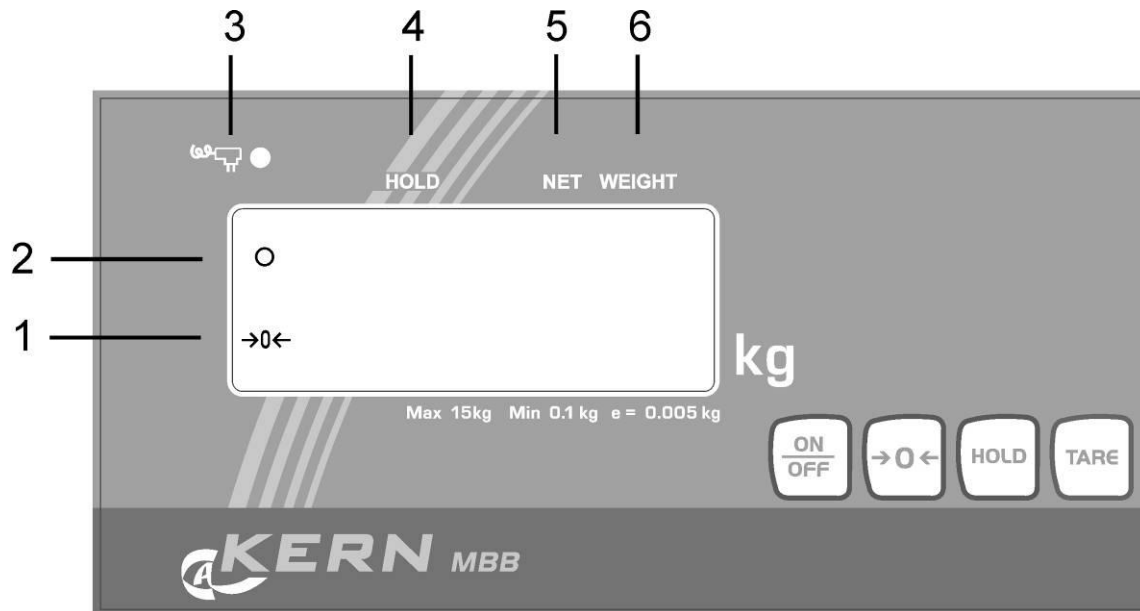 3 4 5 6
HOLD NET WEIGHT
2
1
→0←
kg
Max 15kg Min 0.1 kg e = 0.005 kg
ON
OFF
→0← HOLD TARE
KERN MBB